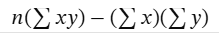 n(∑ xy) − (∑ x)(∑ y)